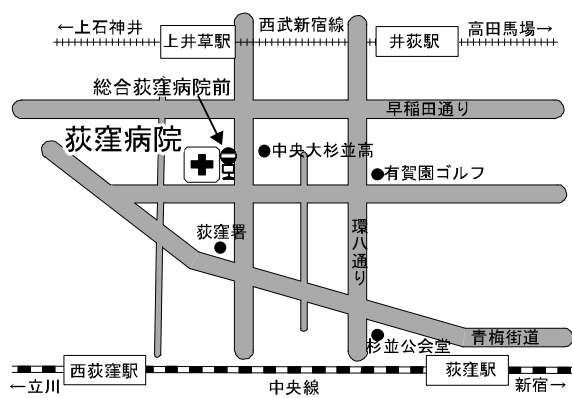 ←上石神井
上井草駅
西武新宿線
井荻駅
高田馬場→
総合荻窪病院前
早稲田通り
荻窪病院
中央大杉並高
有賀園ゴルフ
荻窪署
環八通り
杉並公会堂
青梅街道
西荻窪駅
荻窪駅
←立川
中央線
新宿→